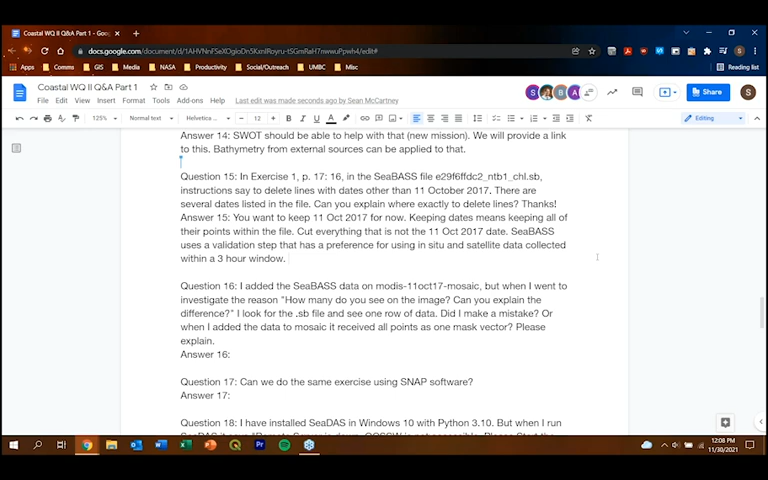 Coastal WQ II Q&A Part 1 - Goo
docs.google.com/document/d/
Apps Comms GIS Media NASA Productivity Social/Outreach UMBC Misc Reading list
Coastal WQ II Q&A Part 1
File Edit View Insert Format Tools Add-ons Help Last edit was made seconds ago by Sean McCartney
Share
125% Normal text Helvetica... 12 Editing
Answer 14: SWOT should be able to help with that (new mission). We will provide a link
to this. Bathymetry from external sources can be applied to that.
Question 15: In Exercise 1, p. 17: 16, in the SeaBASS file e29f6ffdc2_ntb1_chl.sb,
instructions say to delete lines with dates other than 11 October 2017. There are
several dates listed in the file. Can you explain where exactly to delete lines? Thanks!
Answer 15: You want to keep 11 Oct 2017 for now. Keeping dates means keeping all of
their points within the file. Cut everything that is not the 11 Oct 2017 date. SeaBASS
uses a validation step that has a preference for using in situ and satellite data collected
within a 3 hour window.
Question 16: I added the SeaBASS data on modis-11oct17-mosaic, but when I went to
investigate the reason "How many do you see on the image? Can you explain the
difference?" I look for the .sb file and see one row of data. Did I make a mistake? Or
when I added the data to mosaic it received all points as one mask vector? Please
explain.
Answer 16:
Question 17: Can we do the same exercise using SNAP software?
Answer 17:
Question 18: I have installed SeaDAS in Windows 10 with Python 3.10. But when I run
12:08 PM
11/30/2021